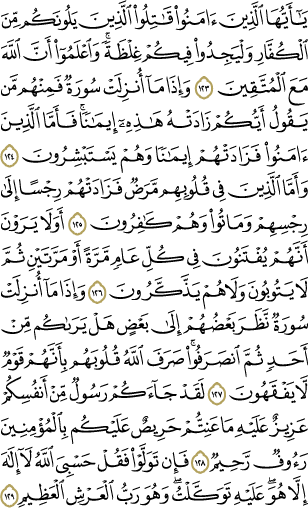 يَٰٓأَيُّهَا ٱلَّذِينَ ءَامَنُوا۟ قَٰتِلُوا۟ ٱلَّذِينَ يَلُونَكُم مِّنَ
ٱلْكُفَّارِ وَلْيَجِدُوا۟ فِيكُمْ غِلْظَةً ۚ وَٱعْلَمُوٓا۟ أَنَّ ٱللَّهَ
مَعَ ٱلْمُتَّقِينَ ١٢٣ وَإِذَا مَآ أُنزِلَتْ سُورَةٌ فَمِنْهُم مَّن
يَقُولُ أَيُّكُمْ زَادَتْهُ هَٰذِهِۦٓ إِيمَٰنًا ۚ فَأَمَّا ٱلَّذِينَ
ءَامَنُوا۟ فَزَادَتْهُمْ إِيمَٰنًا وَهُمْ يَسْتَبْشِرُونَ ١٢٤
وَأَمَّا ٱلَّذِينَ فِى قُلُوبِهِم مَّرَضٌ فَزَادَتْهُمْ رِجْسًا إِلَىٰ
رِجْسِهِمْ وَمَاتُوا۟ وَهُمْ كَٰفِرُونَ ١٢٥ أَوَلَا يَرَوْنَ
أَنَّهُمْ يُفْتَنُونَ فِى كُلِّ عَامٍ مَّرَّةً أَوْ مَرَّتَيْنِ ثُمَّ
لَا يَتُوبُونَ وَلَا هُمْ يَذَّكَّرُونَ ١٢٦ وَإِذَا مَآ أُنزِلَتْ
سُورَةٌ نَّظَرَ بَعْضُهُمْ إِلَىٰ بَعْضٍ هَلْ يَرَىٰكُم مِّنْ
أَحَدٍ ثُمَّ ٱنصَرَفُوا۟ ۚ صَرَفَ ٱللَّهُ قُلُوبَهُم بِأَنَّهُمْ قَوْمٌ
لَّا يَفْقَهُونَ ١٢٧ لَقَدْ جَآءَكُمْ رَسُولٌ مِّنْ أَنفُسِكُمْ
عَزِيزٌ عَلَيْهِ مَا عَنِتُّمْ حَرِيصٌ عَلَيْكُم بِٱلْمُؤْمِنِينَ
رَءُوفٌ رَّحِيمٌ ١٢٨ فَإِن تَوَلَّوْا۟ فَقُلْ حَسْبِىَ ٱللَّهُ لَآ إِلَٰهَ
إِلَّا هُوَ ۖ عَلَيْهِ تَوَكَّلْتُ ۖ وَهُوَ رَبُّ ٱلْعَرْشِ ٱلْعَظِيمِ ١٢٩